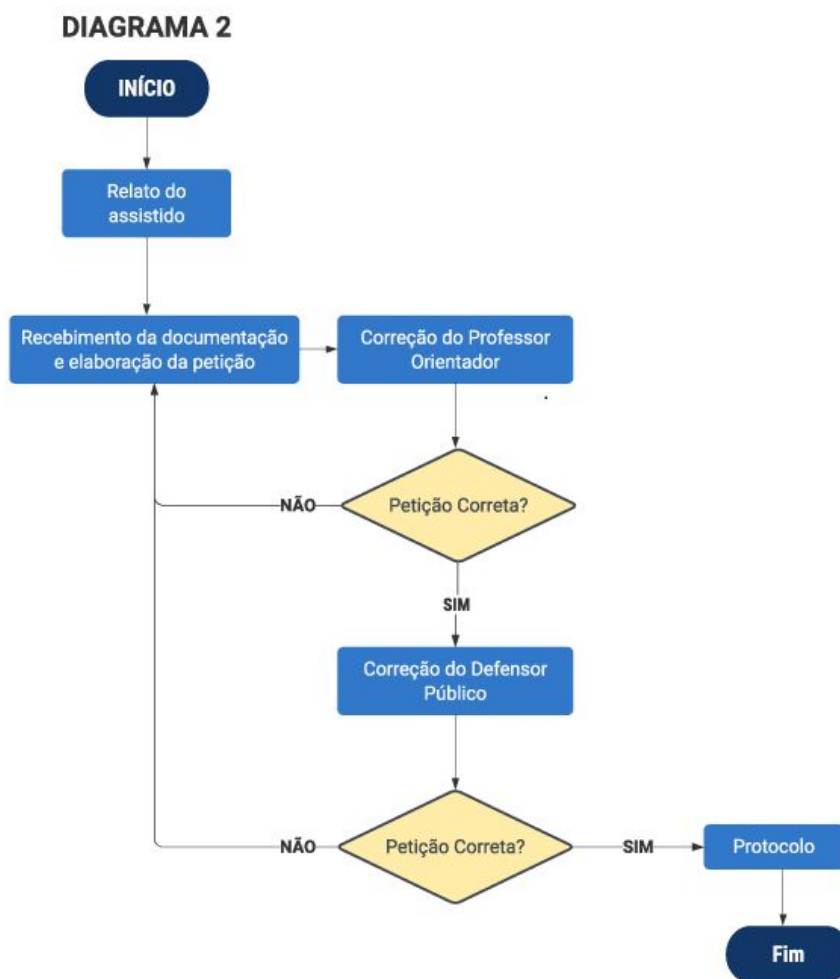 DIAGRAMA 2
INÍCIO
Relato do
assistido
Recebimento da documentação
e elaboração da petição
Correção do Professor
Orientador
Petição Correta?
NÃO
SIM
Correção do Defensor
Público
Petição Correta?
NÃO
SIM
Protocolo
Fim